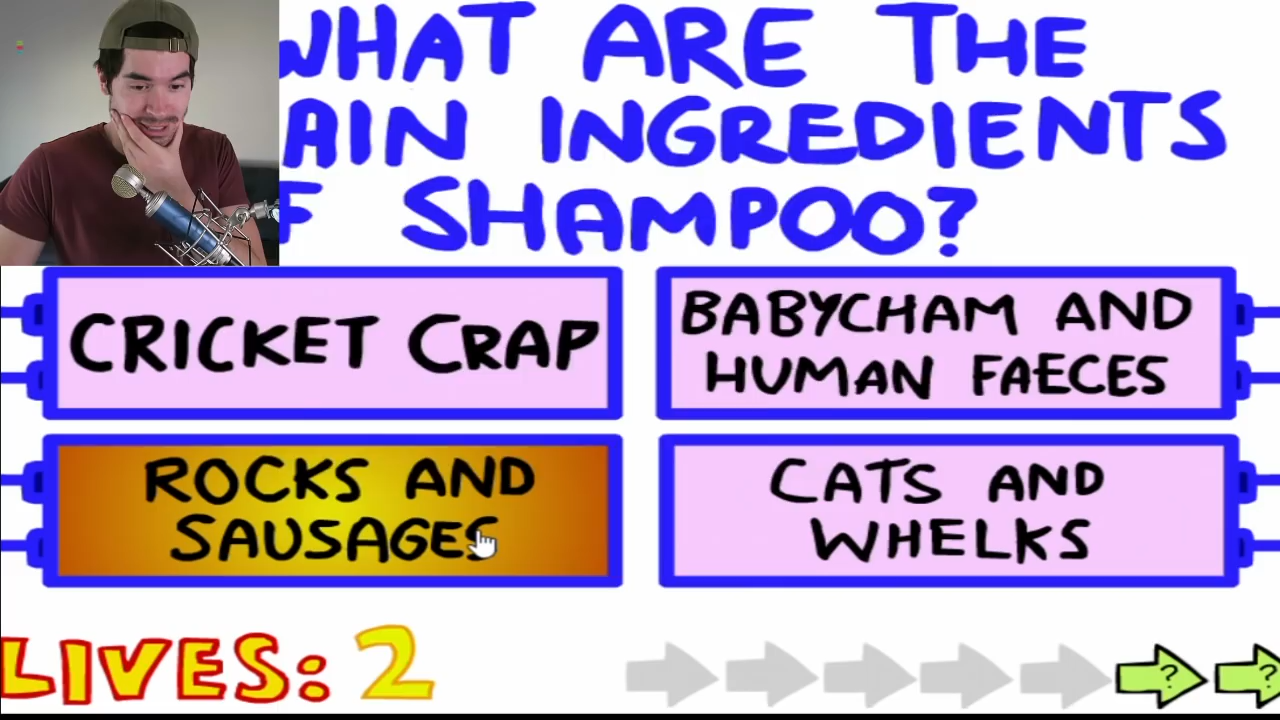 WHAT ARE THE
AIN INGREDIENTS
F SHAMPOO?
CRICKET CRAP
BABYCHAM AND
HUMAN FAECES
ROCKS AND
SAUSAGES
CATS AND
WHELKS
LIVES: 2
? ?